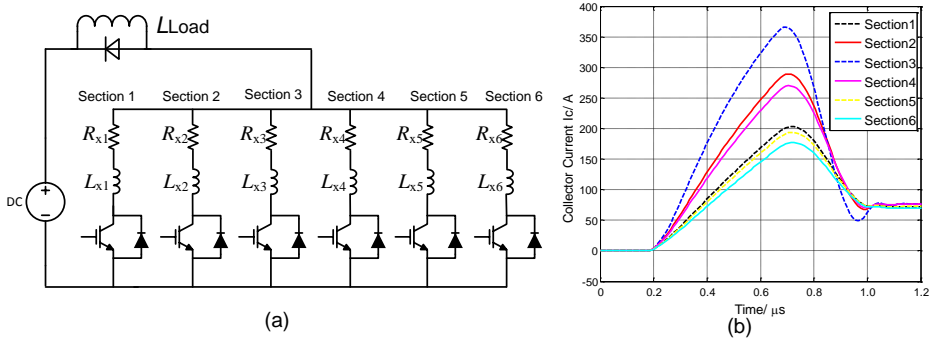 LLoad
Section 1 Section 2 Section 3 Section 4 Section 5 Section 6
Rx1 Rx2 Rx3 Rx4 Rx5 Rx6
Lx1 Lx2 Lx3 Lx4 Lx5 Lx6
DC
+
−
(a)
Collector Current Ic/ A
400
350
300
250
200
150
100
50
0
-50
0 0.2 0.4 0.6 0.8 1.0 1.2
Time/ μs
Section1
Section2
Section3
Section4
Section5
Section6
(b)